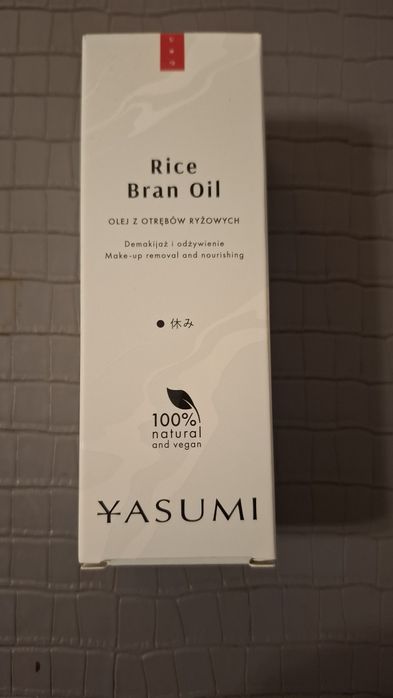 Rice
Bran Oil
OLEJ Z OTRĘBÓW RYŻOWYCH
Demakijaż i odżywienie
Make-up removal and nourishing
休み
100%
natural
and vegan
YASUMI